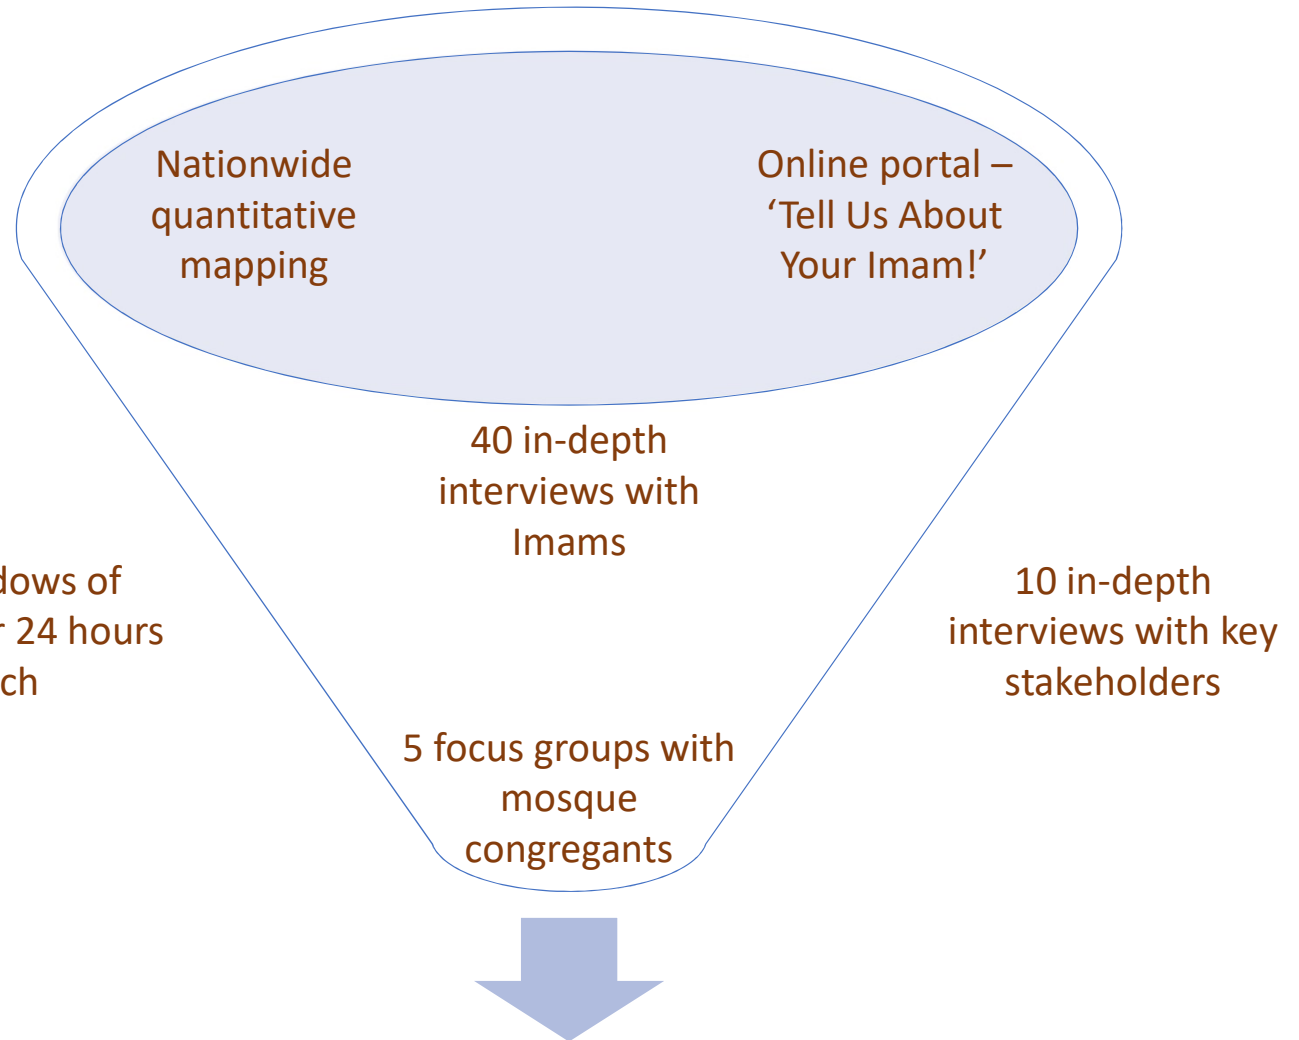 Nationwide
quantitative
mapping
Online portal –
‘Tell Us About
Your Imam!’
40 in-depth
interviews with
Imams
of
24 hours
10 in-depth
interviews with key
stakeholders
5 focus groups with
mosque
congregants